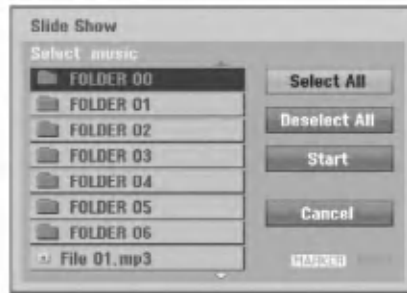 Slide Show
Select music
FOLDER 00
FOLDER 01
FOLDER 02
FOLDER 03
FOLDER 04
FOLDER 05
FOLDER 06
File 01.mp3
Select All
Deselect All
Start
Cancel
MARKER